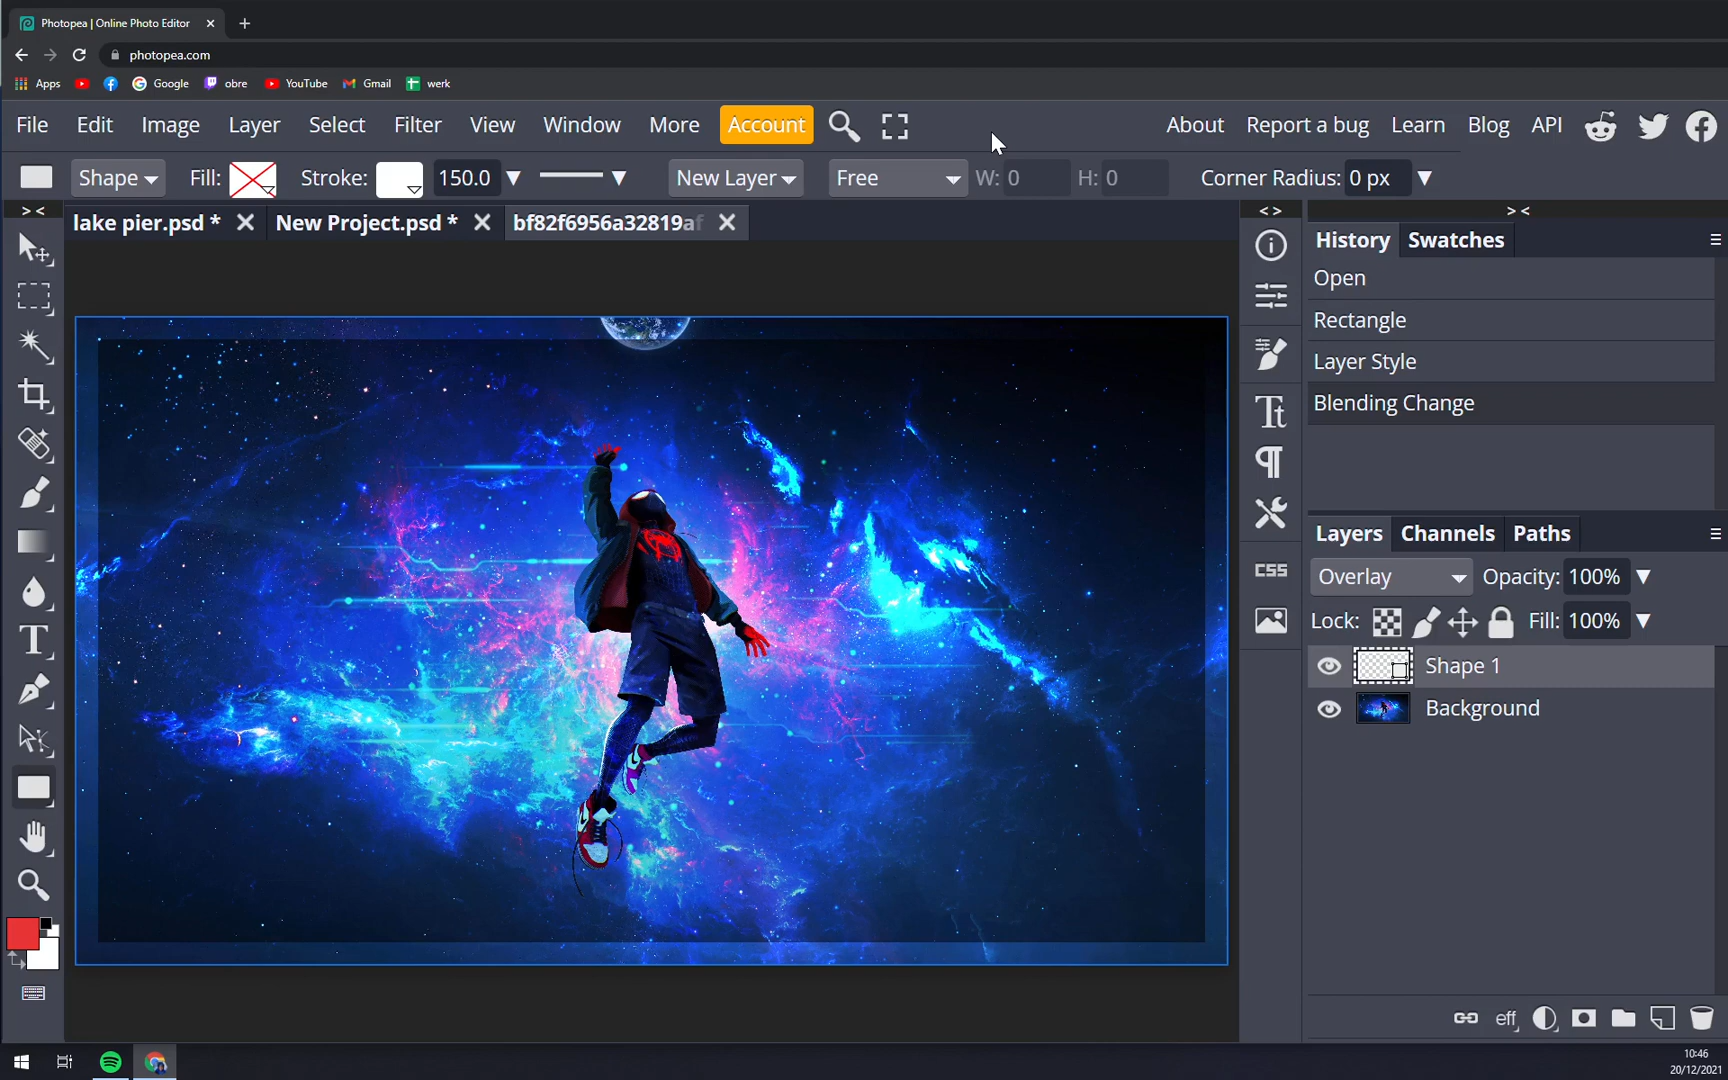 Photopea | Online Photo Editor
photopea.com
Apps Google obre YouTube Gmail werk
File Edit Image Layer Select Filter View Window More Account About Report a bug Learn Blog API
Shape Fill: Stroke: 150.0 New Layer Free W: 0 H: 0 Corner Radius: 0 px
> < < > > <
lake pier.psd * New Project.psd * bf82f6956a32819af
History Swatches
Open
Rectangle
Layer Style
Blending Change
Layers Channels Paths
CSS
Overlay Opacity: 100%
Lock: Fill: 100%
Shape 1
Background
eff
10:46
20/12/2021